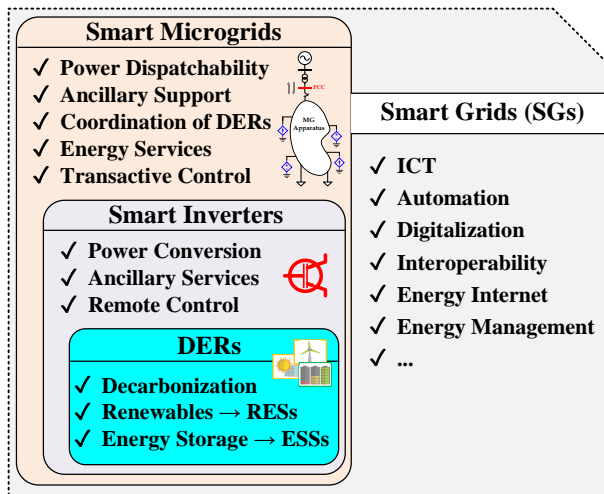 Smart Microgrids
✓ Power Dispatchability
✓ Ancillary Support
✓ Coordination of DERs
✓ Energy Services
✓ Transactive Control
PCC
MG
Apparatus
Smart Inverters
✓ Power Conversion
✓ Ancillary Services
✓ Remote Control
DERs
✓ Decarbonization
✓ Renewables → RESs
✓ Energy Storage → ESSs
Smart Grids (SGs)
✓ ICT
✓ Automation
✓ Digitalization
✓ Interoperability
✓ Energy Internet
✓ Energy Management
✓ ...